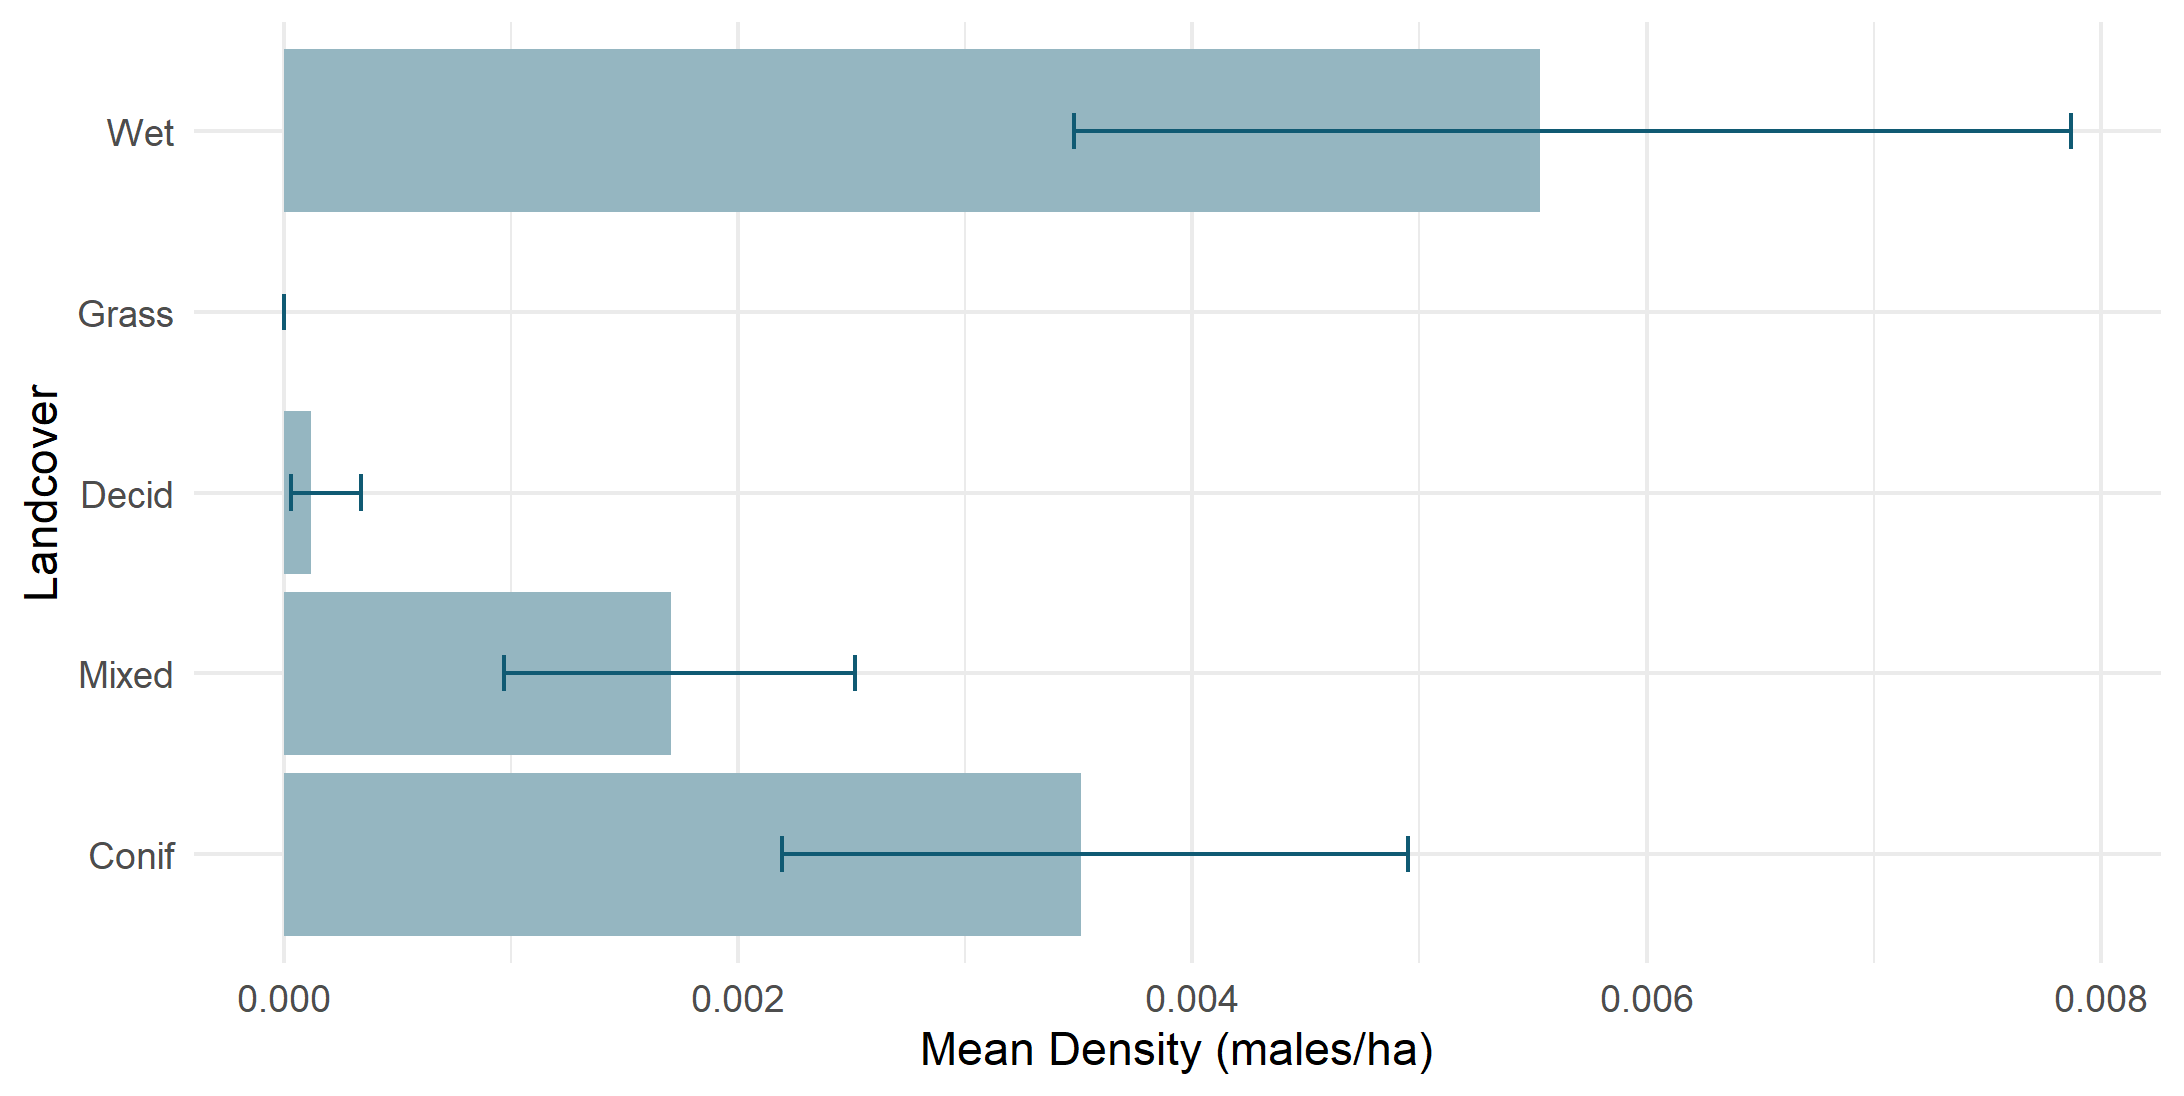 Landcover
Wet
Grass
Decid
Mixed
Conif
0.000 0.002 0.004 0.006 0.008
Mean Density (males/ha)